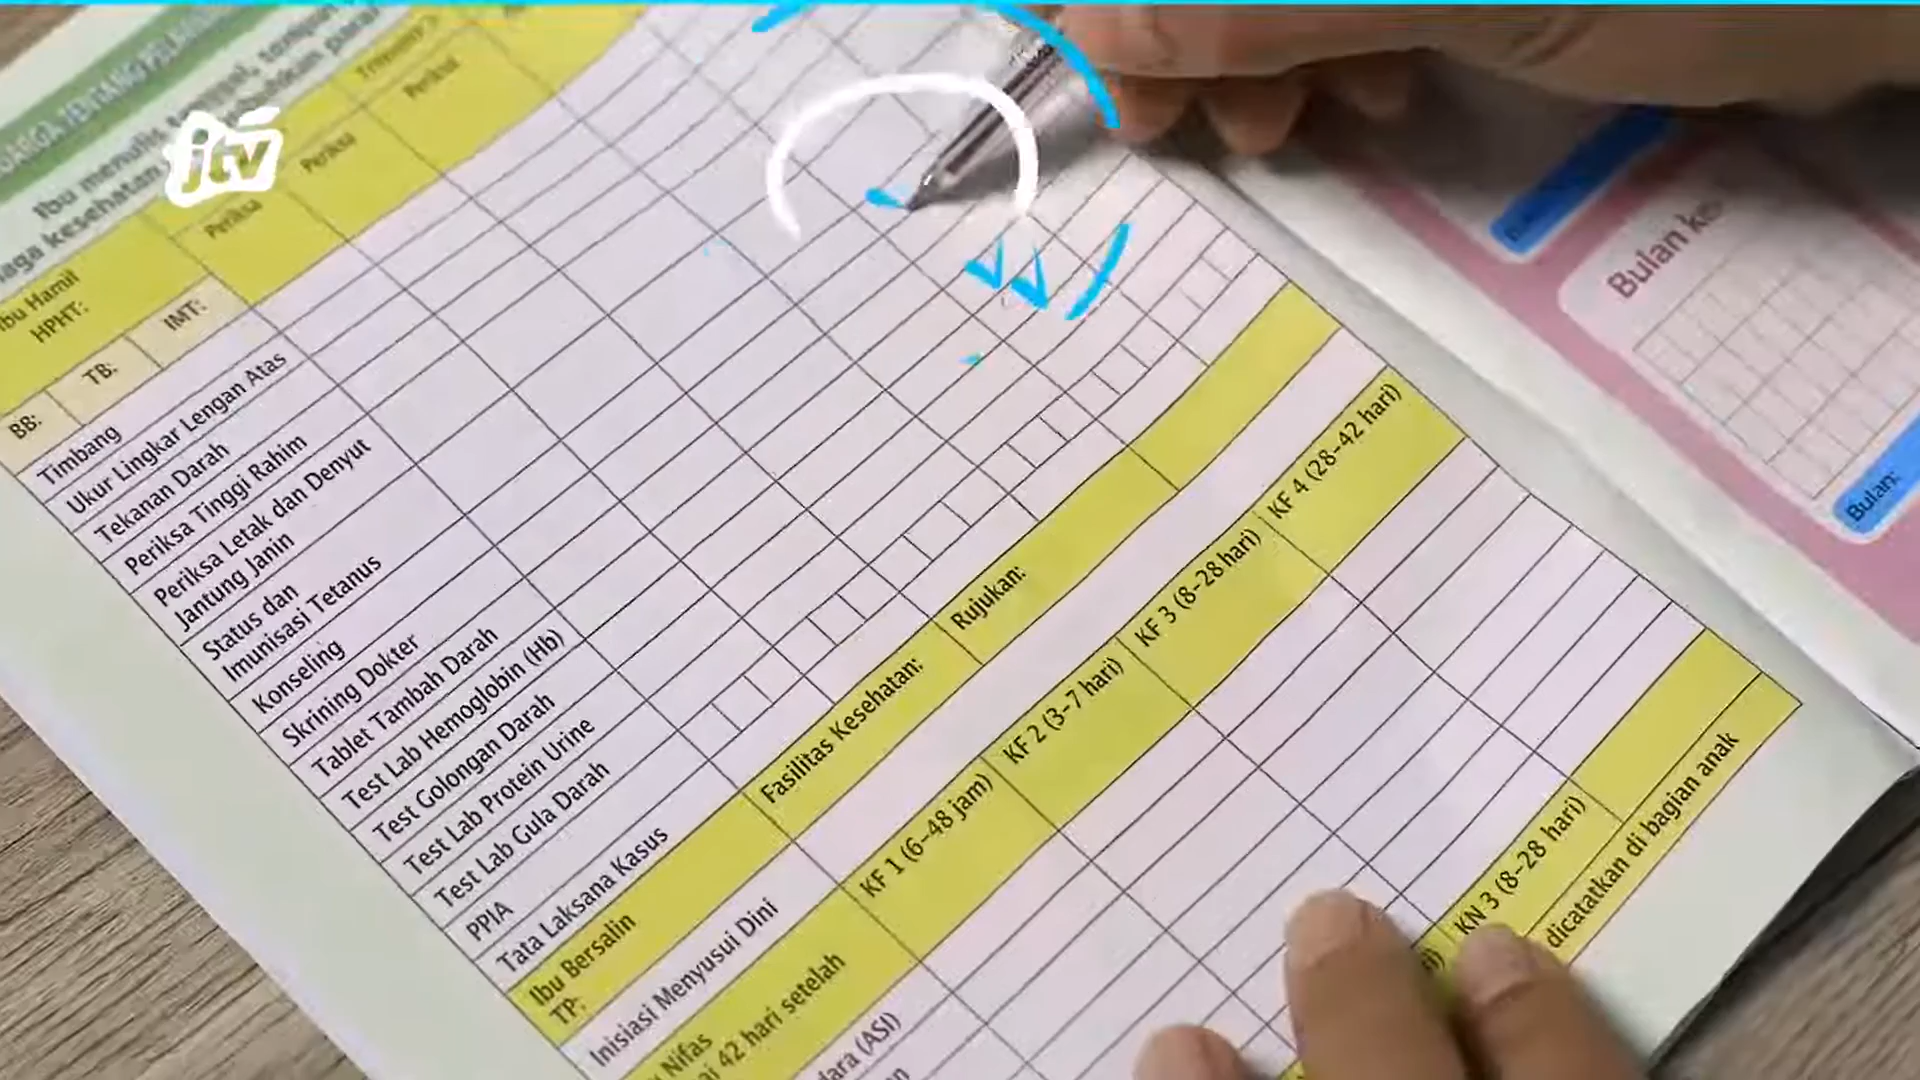 jtv
Ibu menulis
Periksa
Periksa
Periksa
Ibu Hamil
HPHT:
BB:
TB:
IMT:
Timbang
Ukur Lingkar Lengan Atas
Tekanan Darah
Periksa Tinggi Rahim
Periksa Letak dan Denyut
Jantung Janin
Status dan
Imunisasi Tetanus
Konseling
Skrining Dokter
Tablet Tambah Darah
Test Lab Hemoglobin (Hb)
Test Golongan Darah
Test Lab Protein Urine
Test Lab Gula Darah
PPIA
Tata Laksana Kasus
Ibu Bersalin
TP:
Fasilitas Kesehatan:
Rujukan:
Inisiasi Menyusui Dini
Nifas
42 hari setelah
KF 1 (6-48 jam)
KF 2 (3-7 hari)
KF 3 (8-28 hari)
KF 4 (28-42 hari)
(ASI)
KN 3 (8-28 hari)
dicatatkan di bagian anak
Bulan
Bulan: